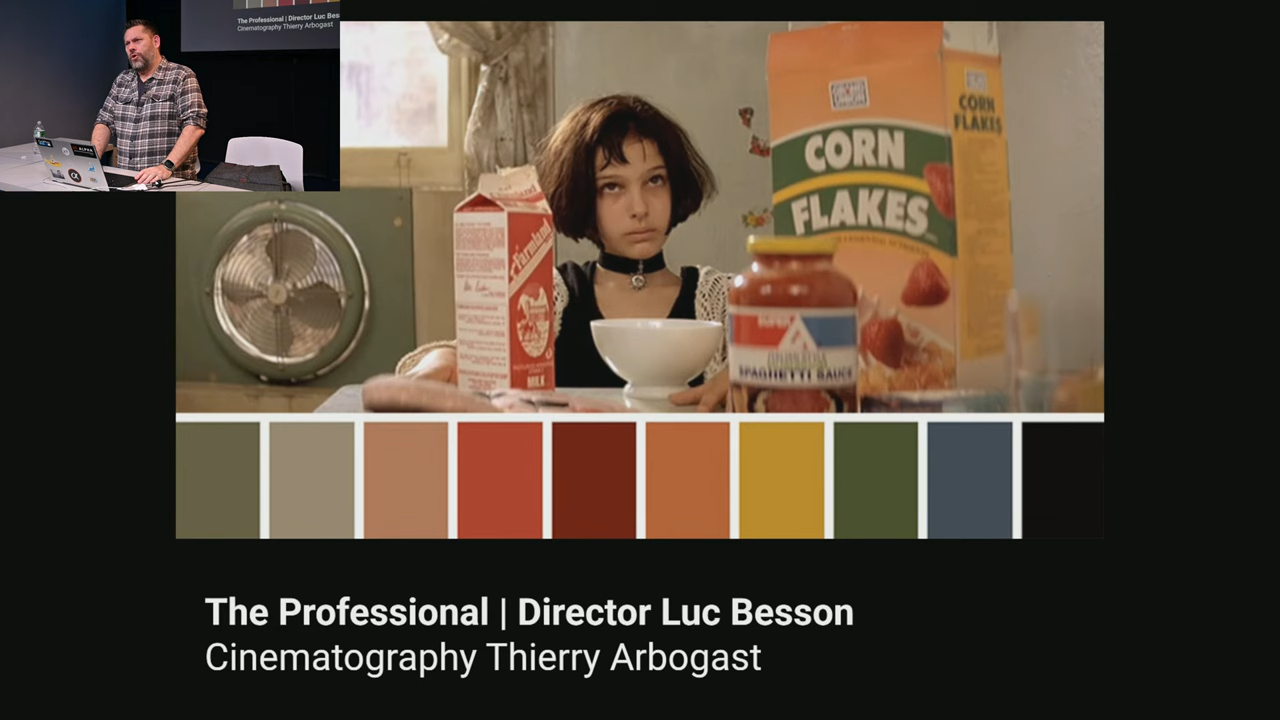 The Professional | Director Luc Bes
Cinematography Thierry Arbogast
CORN
FLAKES
CORN
FLAKES
Farmland
MILK
SPAGHETTI SAUCE
The Professional | Director Luc Besson
Cinematography Thierry Arbogast